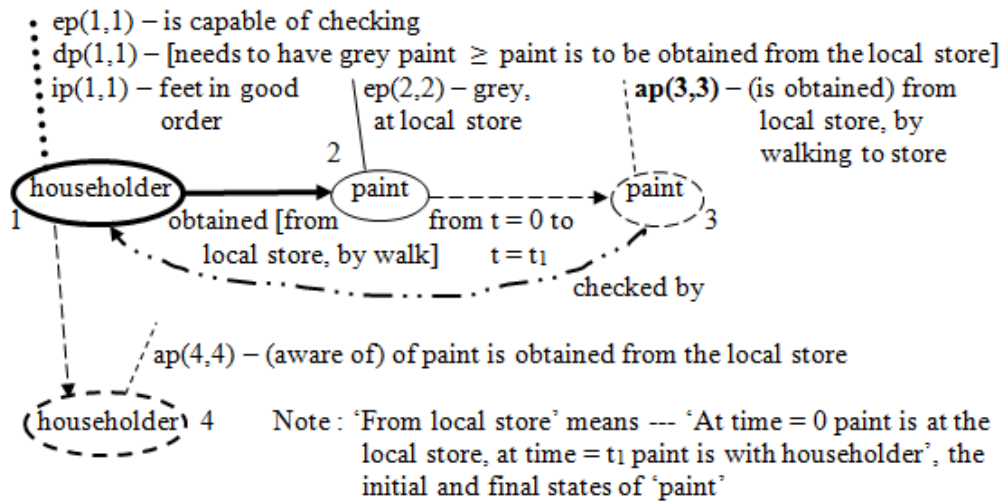 ep(1,1) – is capable of checking
dp(1,1) – [needs to have grey paint ≥ paint is to be obtained from the local store]
ip(1,1) – feet in good
order
ep(2,2) – grey,
at local store
ap(3,3) – (is obtained) from
local store, by
walking to store
2
householder
paint
paint
1
obtained [from
local store, by walk]
from t = 0 to
t = t1
3
checked by
ap(4,4) – (aware of) of paint is obtained from the local store
householder
4
Note : ‘From local store’ means --- ‘At time = 0 paint is at the
local store, at time = t1 paint is with householder’, the
initial and final states of ‘paint’